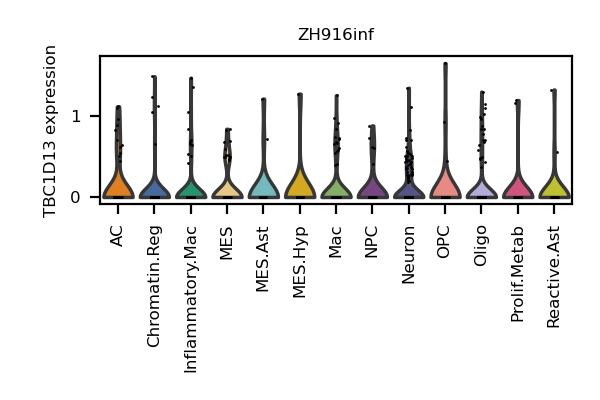 ZH916inf
TBC1D13 expression
1
0
AC
Chromatin.Reg
Inflammatory.Mac
MES
MES.Ast
MES.Hyp
Mac
NPC
Neuron
OPC
Oligo
Prolif.Metab
Reactive.Ast